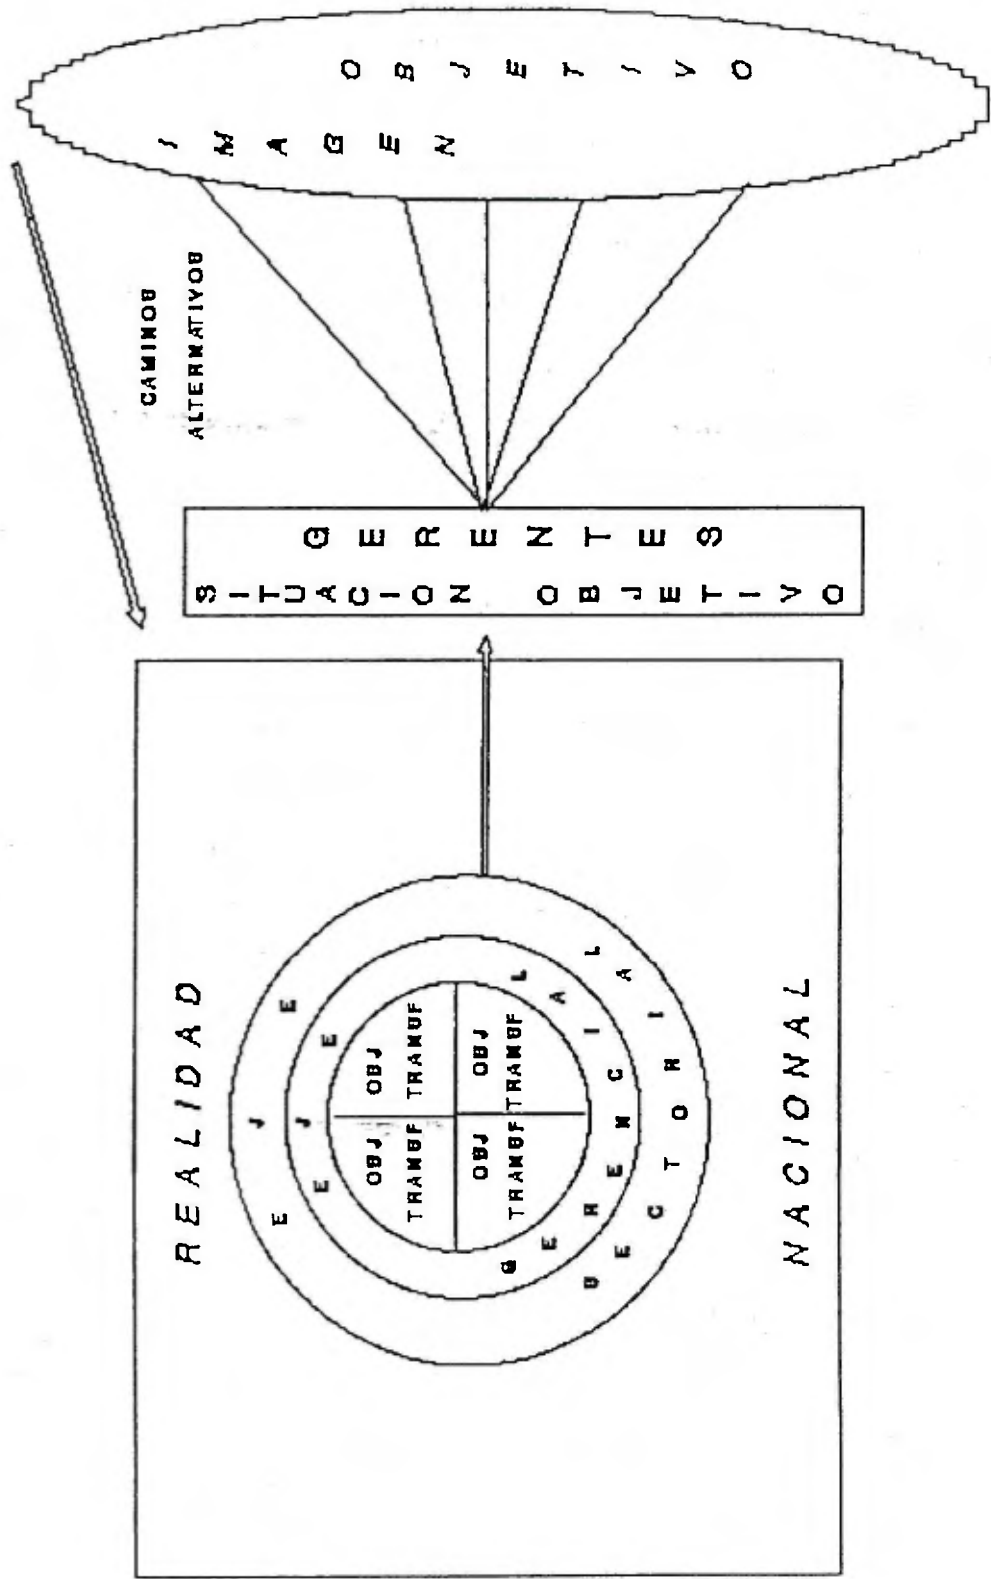 REALIDAD
EJE
EJE
OBJ
TRANSF
OBJ
TRANSF
OBJ
TRANSF
OBJ
TRANSF
GERENCIAL
SECTORIAL
NACIONAL
GERENTES
SITUACION OBJETIVO
CAMINOS
ALTERNATIVOS
OBJETIVO
IMAGEN